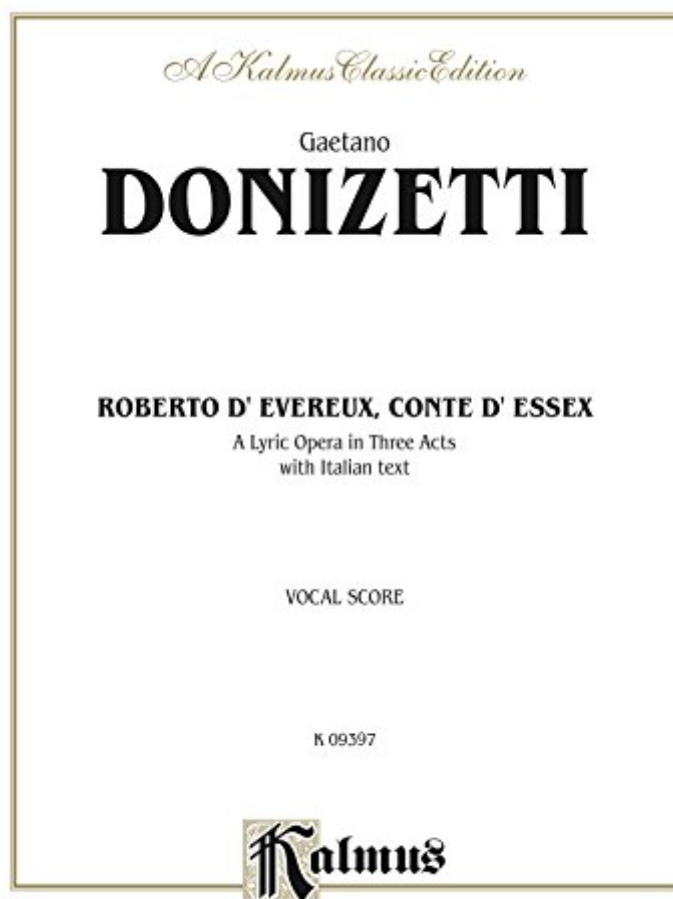 A Kalmus Classic Edition
Gaetano
DONIZETTI
ROBERTO D' EVEREUX, CONTE D' ESSEX
A Lyric Opera in Three Acts
with Italian text
VOCAL SCORE
K 09397
Kalmus